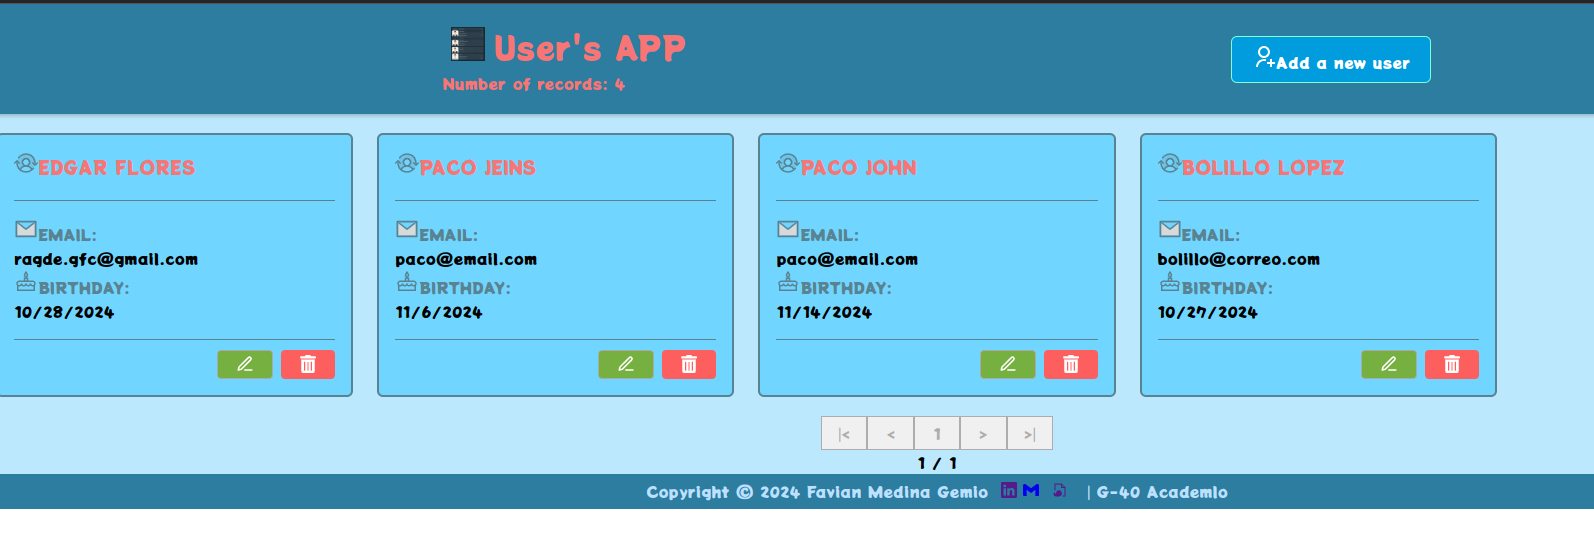 User's APP
Number of records: 4
Add a new user
EDGAR FLORES
EMAIL:
ragde.gfc@gmail.com
BIRTHDAY:
10/28/2024
PACO JEINS
EMAIL:
paco@email.com
BIRTHDAY:
11/6/2024
PACO JOHN
EMAIL:
paco@email.com
BIRTHDAY:
11/14/2024
BOLILLO LOPEZ
EMAIL:
bolillo@correo.com
BIRTHDAY:
10/27/2024
|< < 1 > >|
1 / 1
Copyright © 2024 Favian Medina Gemio | G-40 Academlo